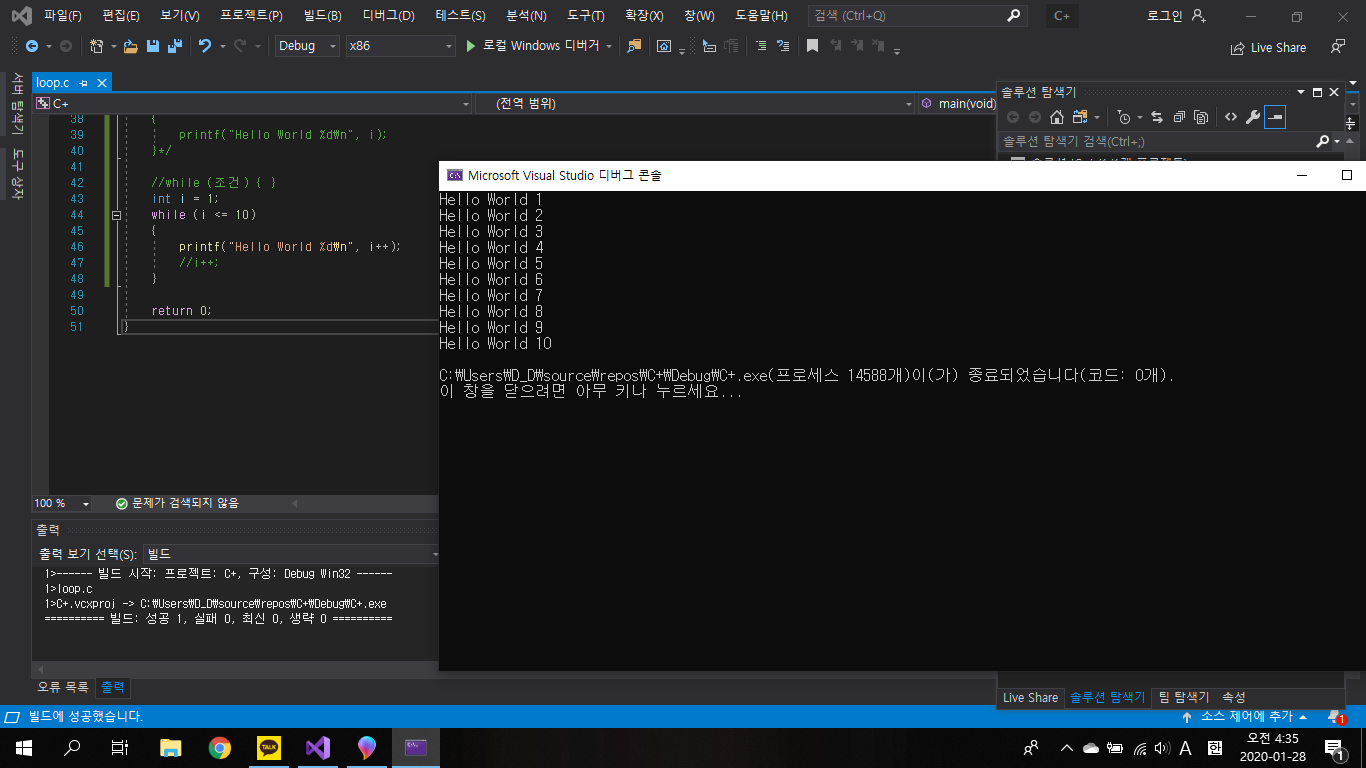 파일(F) 편집(E) 보기(V) 프로젝트(P) 빌드(B) 디버그(D) 테스트(S) 분석(N) 도구(T) 확장(X) 창(W) 도움말(H) 검색 (Ctrl+Q) C+ 로그인
Debug x86 로컬 Windows 디버거 Live Share
서버 탐색기
도구 상자
loop.c
C+ (전역 범위) main(void)
38 {
39 printf("Hello World %d₩n", i);
40 }*/
41
42 //while (조건) { }
43 int i = 1;
44 while (i <= 10)
45 {
46 printf("Hello World %d₩n", i++);
47 //i++;
48 }
49
50 return 0;
51 }
솔루션 탐색기
솔루션 탐색기 검색(Ctrl+;)
Microsoft Visual Studio 디버그 콘솔
Hello World 1
Hello World 2
Hello World 3
Hello World 4
Hello World 5
Hello World 6
Hello World 7
Hello World 8
Hello World 9
Hello World 10
C:₩Users₩D_D₩source₩repos₩C+₩Debug₩C+.exe(프로세스 14588개)이(가) 종료되었습니다(코드: 0개).
이 창을 닫으려면 아무 키나 누르세요...
100 % 문제가 검색되지 않음
출력
출력 보기 선택(S): 빌드
1>------ 빌드 시작: 프로젝트: C+, 구성: Debug Win32 ------
1>loop.c
1>C+.vcxproj -> C:₩Users₩D_D₩source₩repos₩C+₩Debug₩C+.exe
========== 빌드: 성공 1, 실패 0, 최신 0, 생략 0 ==========
오류 목록 출력
Live Share 솔루션 탐색기 팀 탐색기 속성
빌드에 성공했습니다. 소스 제어에 추가 1
TALK
A 한 오전 4:35
2020-01-28 1